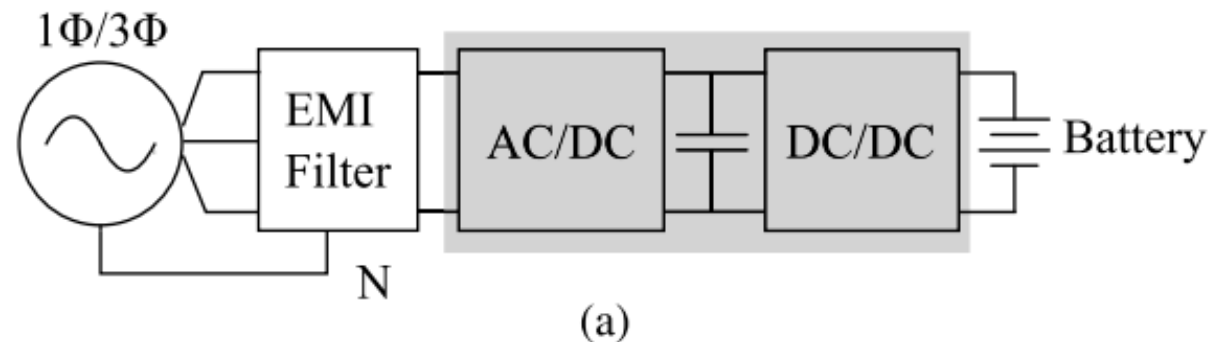 1Φ/3Φ
EMI
Filter
AC/DC
DC/DC
Battery
N
(a)